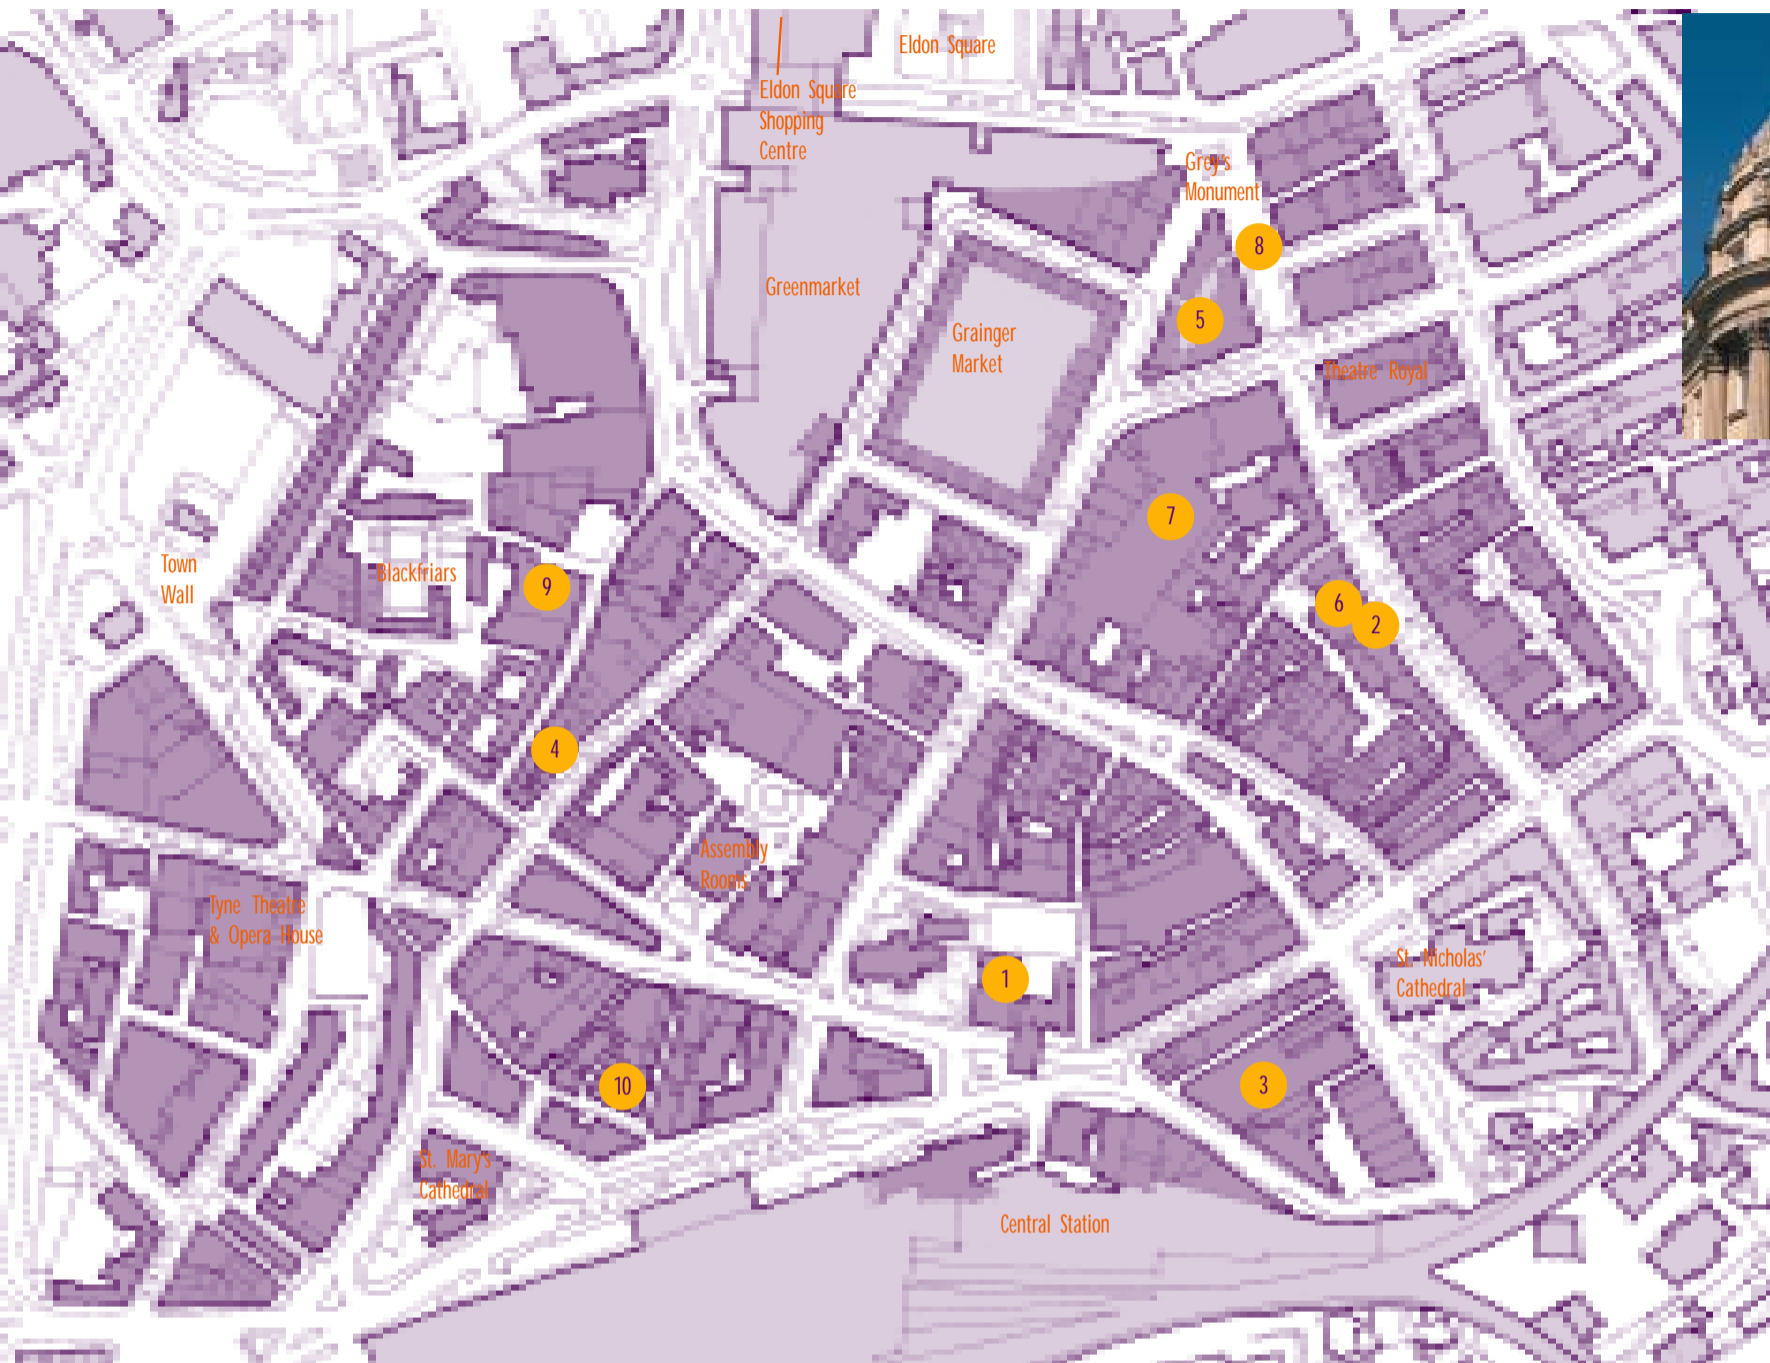 Eldon Square
Eldon Square
Shopping
Centre
Grey's
Monument
8
Greenmarket
5
Grainger
Market
Theatre Royal
7
Town
Wall
Blackfriars
9
6
2
4
Assembly
Rooms
Tyne Theatre
& Opera House
1
St. Nicholas'
Cathedral
10
3
St. Mary's
Cathedral
Central Station